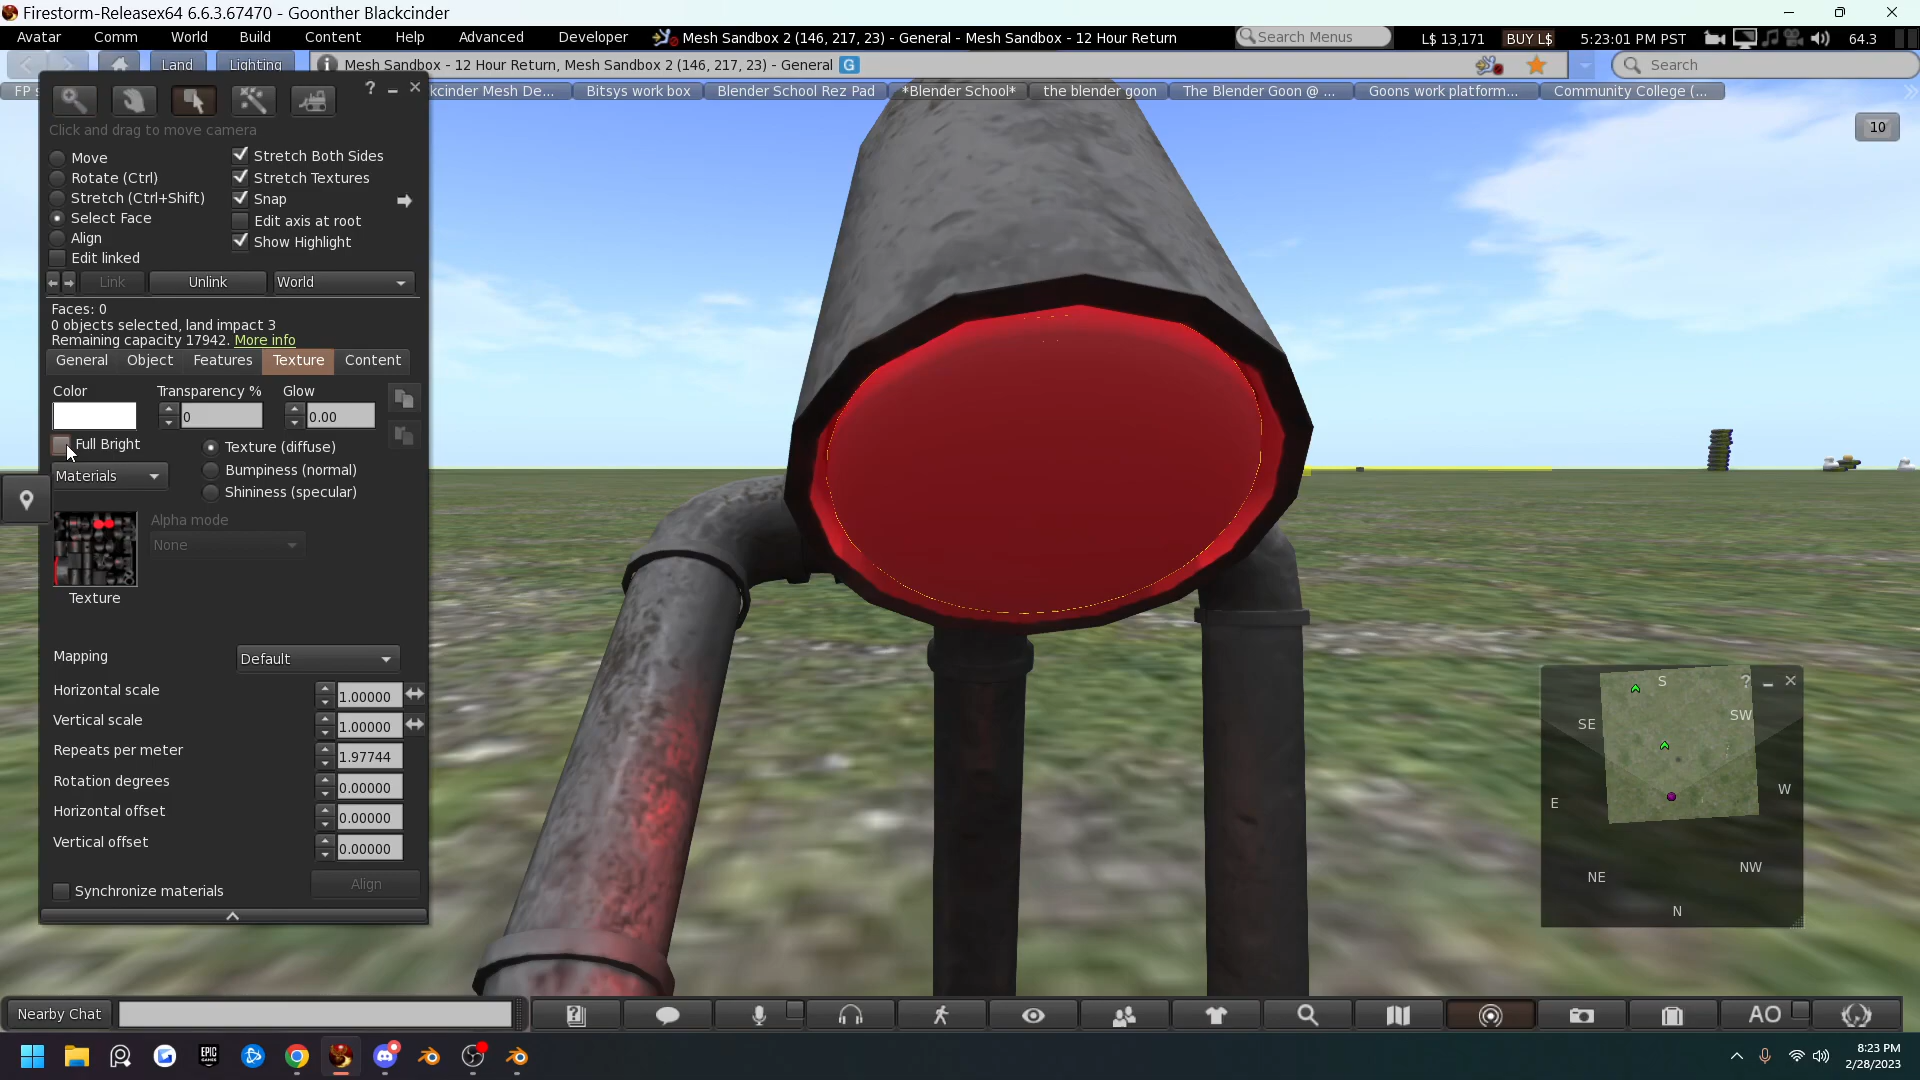 Firestorm-Releasex64 6.6.3.67470 - Goonther Blackcinder
Avatar Comm World Build Content Help Advanced Developer Mesh Sandbox 2 (146, 217, 23) - General - Mesh Sandbox - 12 Hour Return Search Menus L$ 13,171 BUY L$ 5:23:01 PM PST 64.3
Land Lighting Mesh Sandbox - 12 Hour Return, Mesh Sandbox 2 (146, 217, 23) - General G Search
FP s kcinder Mesh De... Bitsys work box Blender School Rez Pad *Blender School* the blender goon The Blender Goon @ ... Goons work platform... Community College (...
10
Click and drag to move camera
Move
Rotate (Ctrl)
Stretch (Ctrl+Shift)
Select Face
Align
Edit linked
Stretch Both Sides
Stretch Textures
Snap
Edit axis at root
Show Highlight
Link Unlink World
Faces: 0
0 objects selected, land impact 3
Remaining capacity 17942. More info
General Object Features Texture Content
Color Transparency % Glow
0 0.00
Full Bright
Texture (diffuse)
Bumpiness (normal)
Shininess (specular)
Materials
Alpha mode
None
Texture
Mapping Default
Horizontal scale 1.00000
Vertical scale 1.00000
Repeats per meter 1.97744
Rotation degrees 0.00000
Horizontal offset 0.00000
Vertical offset 0.00000
Synchronize materials Align
S
SE SW
E W
NE NW
N
Nearby Chat AO
EPIC GAMES
8:23 PM
2/28/2023